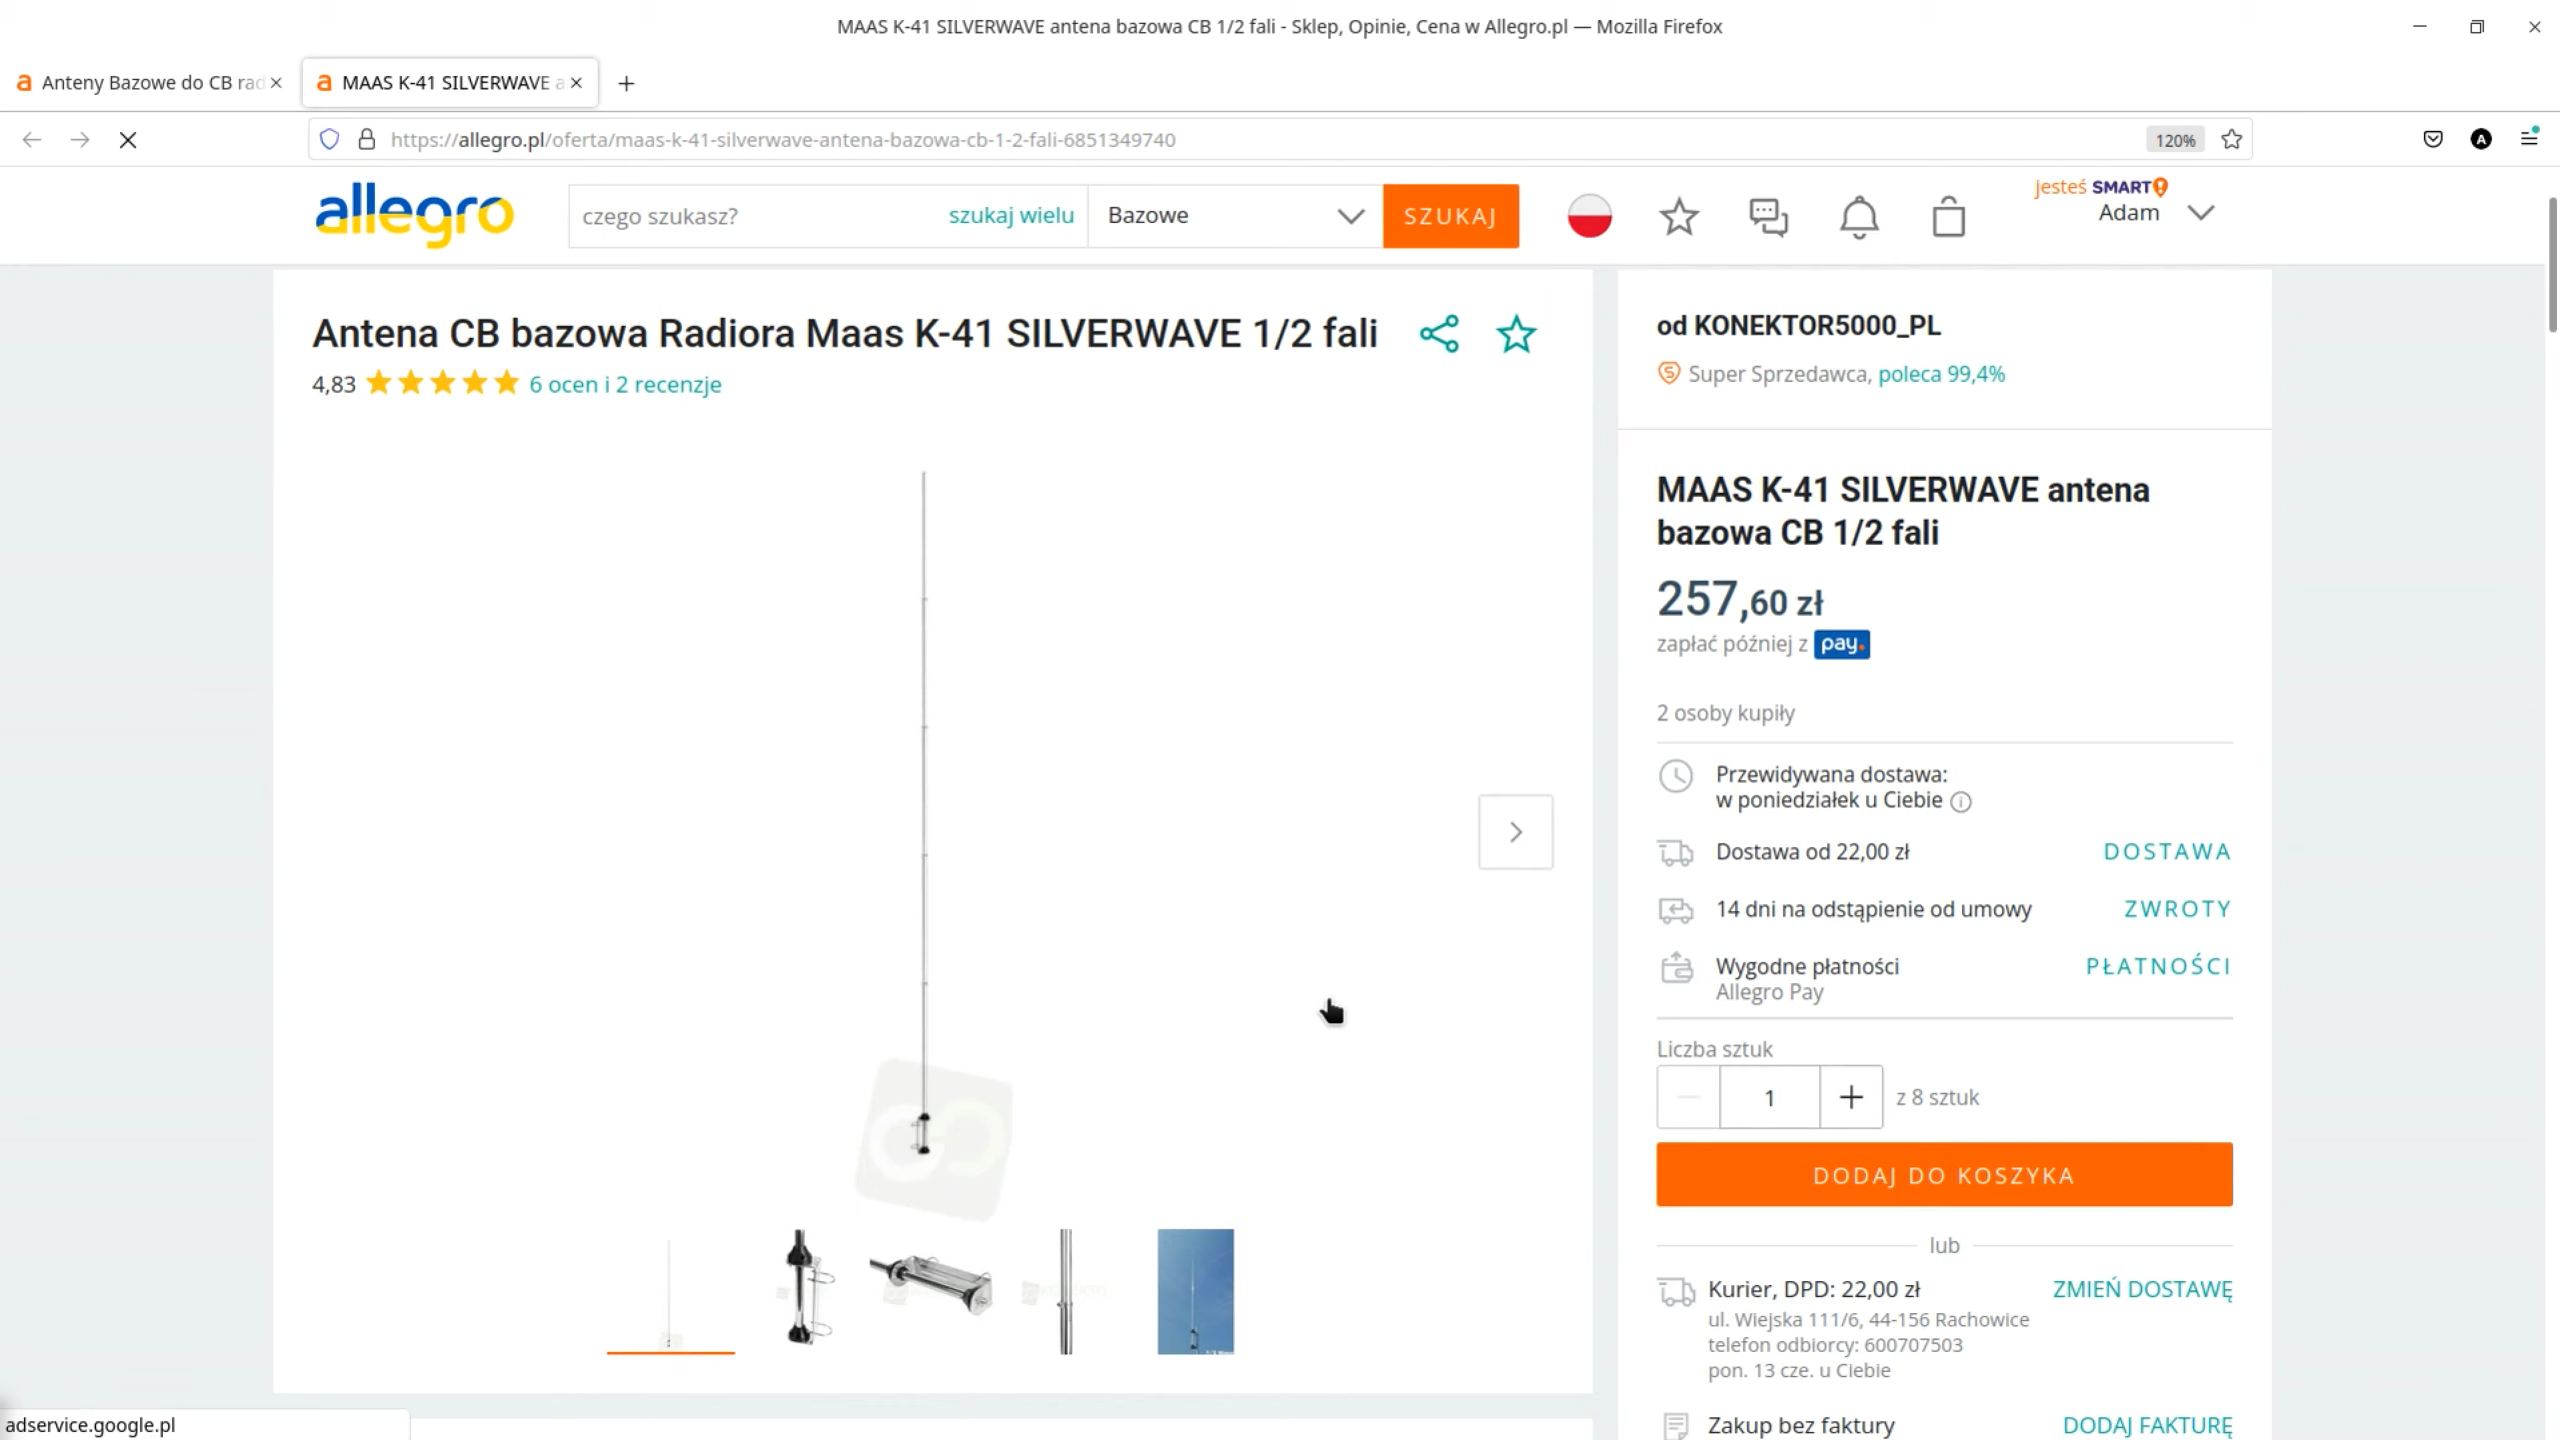 MAAS K-41 SILVERWAVE antena bazowa CB 1/2 fali - Sklep, Opinie, Cena w Allegro.pl — Mozilla Firefox
Anteny Bazowe do CB rad
MAAS K-41 SILVERWAVE a
https://allegro.pl/oferta/maas-k-41-silverwave-antena-bazowa-cb-1-2-fali-6851349740
120%
A
allegro
czego szukasz?
szukaj wielu
Bazowe
SZUKAJ
jesteś SMART!
Adam
Antena CB bazowa Radiora Maas K-41 SILVERWAVE 1/2 fali
4,83
6 ocen i 2 recenzje
od KONEKTOR5000_PL
Super Sprzedawca, poleca 99,4%
MAAS K-41 SILVERWAVE antena
bazowa CB 1/2 fali
257,60 zł
zapłać później z pay.
2 osoby kupiły
Przewidywana dostawa:
w poniedziałek u Ciebie
Dostawa od 22,00 zł
DOSTAWA
14 dni na odstąpienie od umowy
ZWROTY
Wygodne płatności
PŁATNOŚCI
Allegro Pay
Liczba sztuk
1
z 8 sztuk
DODAJ DO KOSZYKA
lub
Kurier, DPD: 22,00 zł
ZMIEŃ DOSTAWĘ
ul. Wiejska 111/6, 44-156 Rachowice
telefon odbiorcy: 600707503
pon. 13 cze. u Ciebie
Zakup bez faktury
DODAJ FAKTURĘ
adservice.google.pl